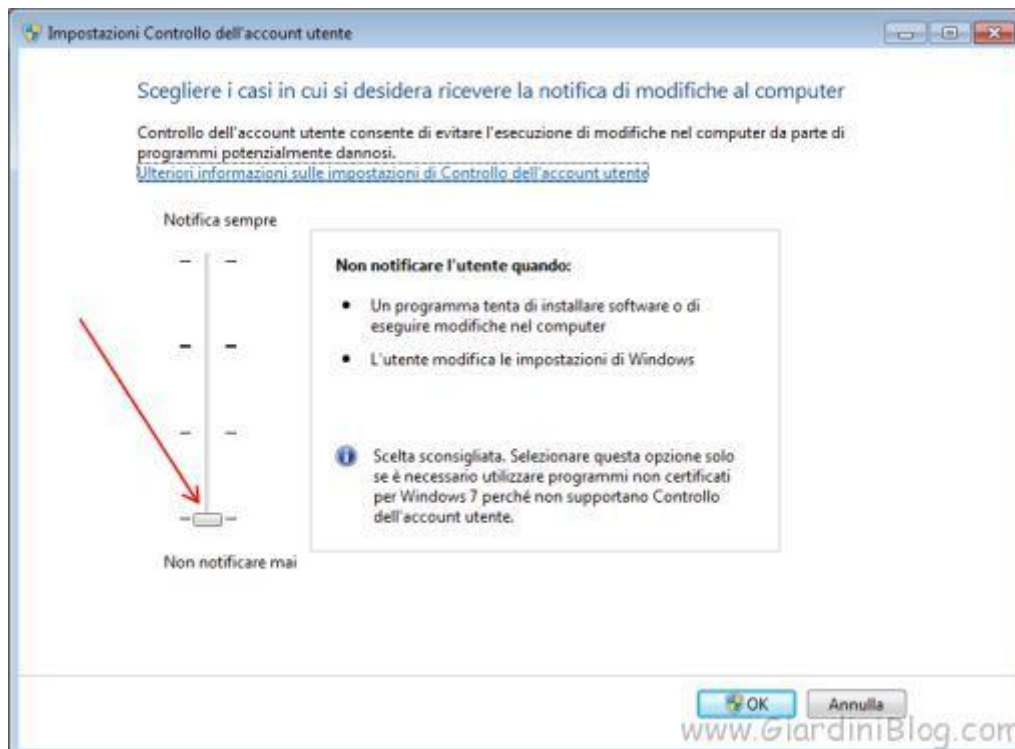 Impostazioni Controllo dell'account utente
Scegliere i casi in cui si desidera ricevere la notifica di modifiche al computer
Controllo dell'account utente consente di evitare l'esecuzione di modifiche nel computer da parte di
programmi potenzialmente dannosi.
Ulteriori informazioni sulle impostazioni di Controllo dell'account utente
Notifica sempre
Non notificare l'utente quando:
• Un programma tenta di installare software o di
eseguire modifiche nel computer
• L'utente modifica le impostazioni di Windows
Scelta sconsigliata. Selezionare questa opzione solo
se è necessario utilizzare programmi non certificati
per Windows 7 perché non supportano Controllo
dell'account utente.
Non notificare mai
OK Annulla
www.GiardiniBlog.com